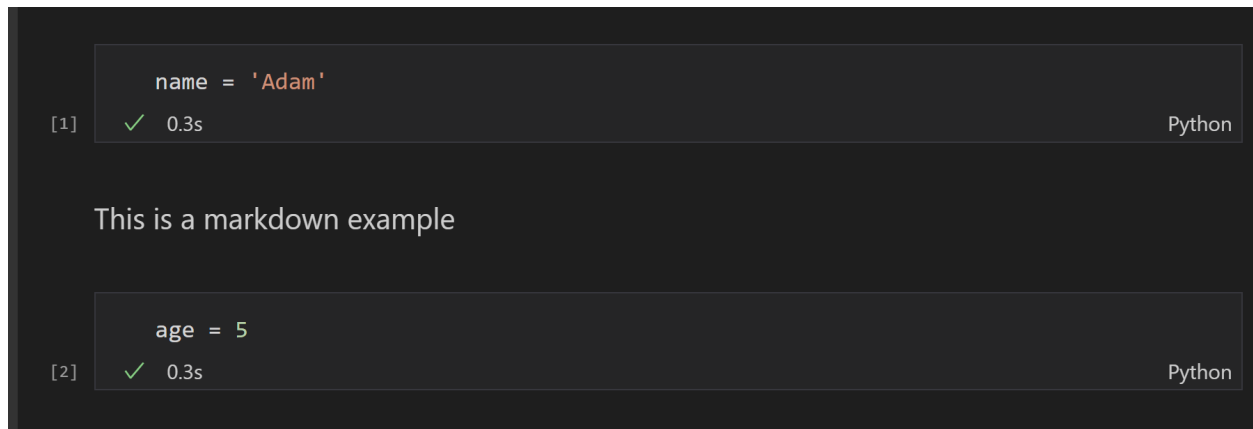 name = 'Adam'
[1] ✓ 0.3s Python
This is a markdown example
age = 5
[2] ✓ 0.3s Python